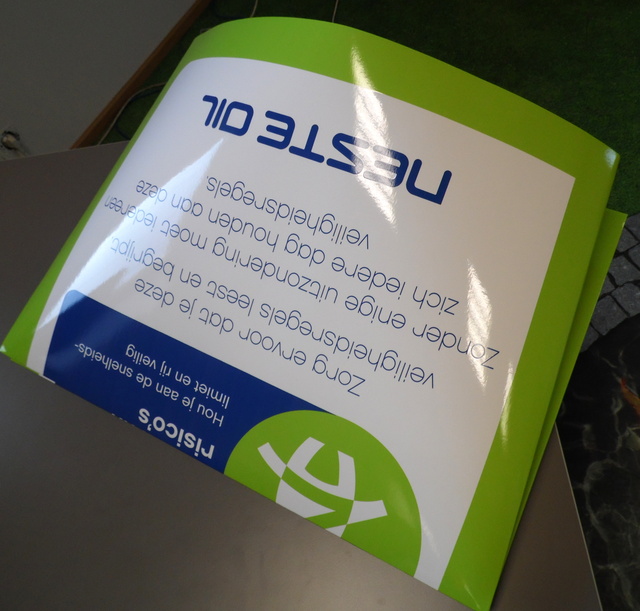 risico's
Hou je aan de snelheids-
limiet en rij veilig
Zorg ervoor dat je deze
veiligheidsregels leest en begrijpt.
Zonder enige uitzondering moet iedereen
zich iedere dag houden aan deze
veiligheidsregels.
NESTE OIL